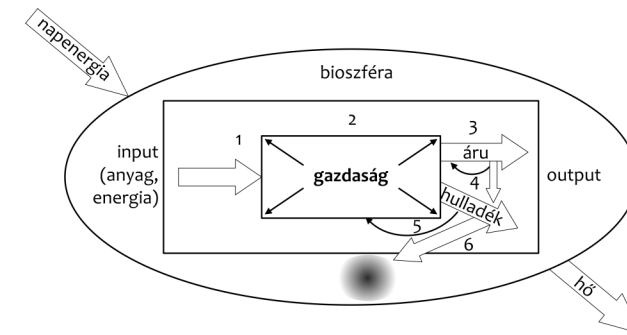 napenergia
bioszféra
1
2
3
input
(anyag,
energia)
gazdaság
áru
4
output
hulladék
5
6
hő